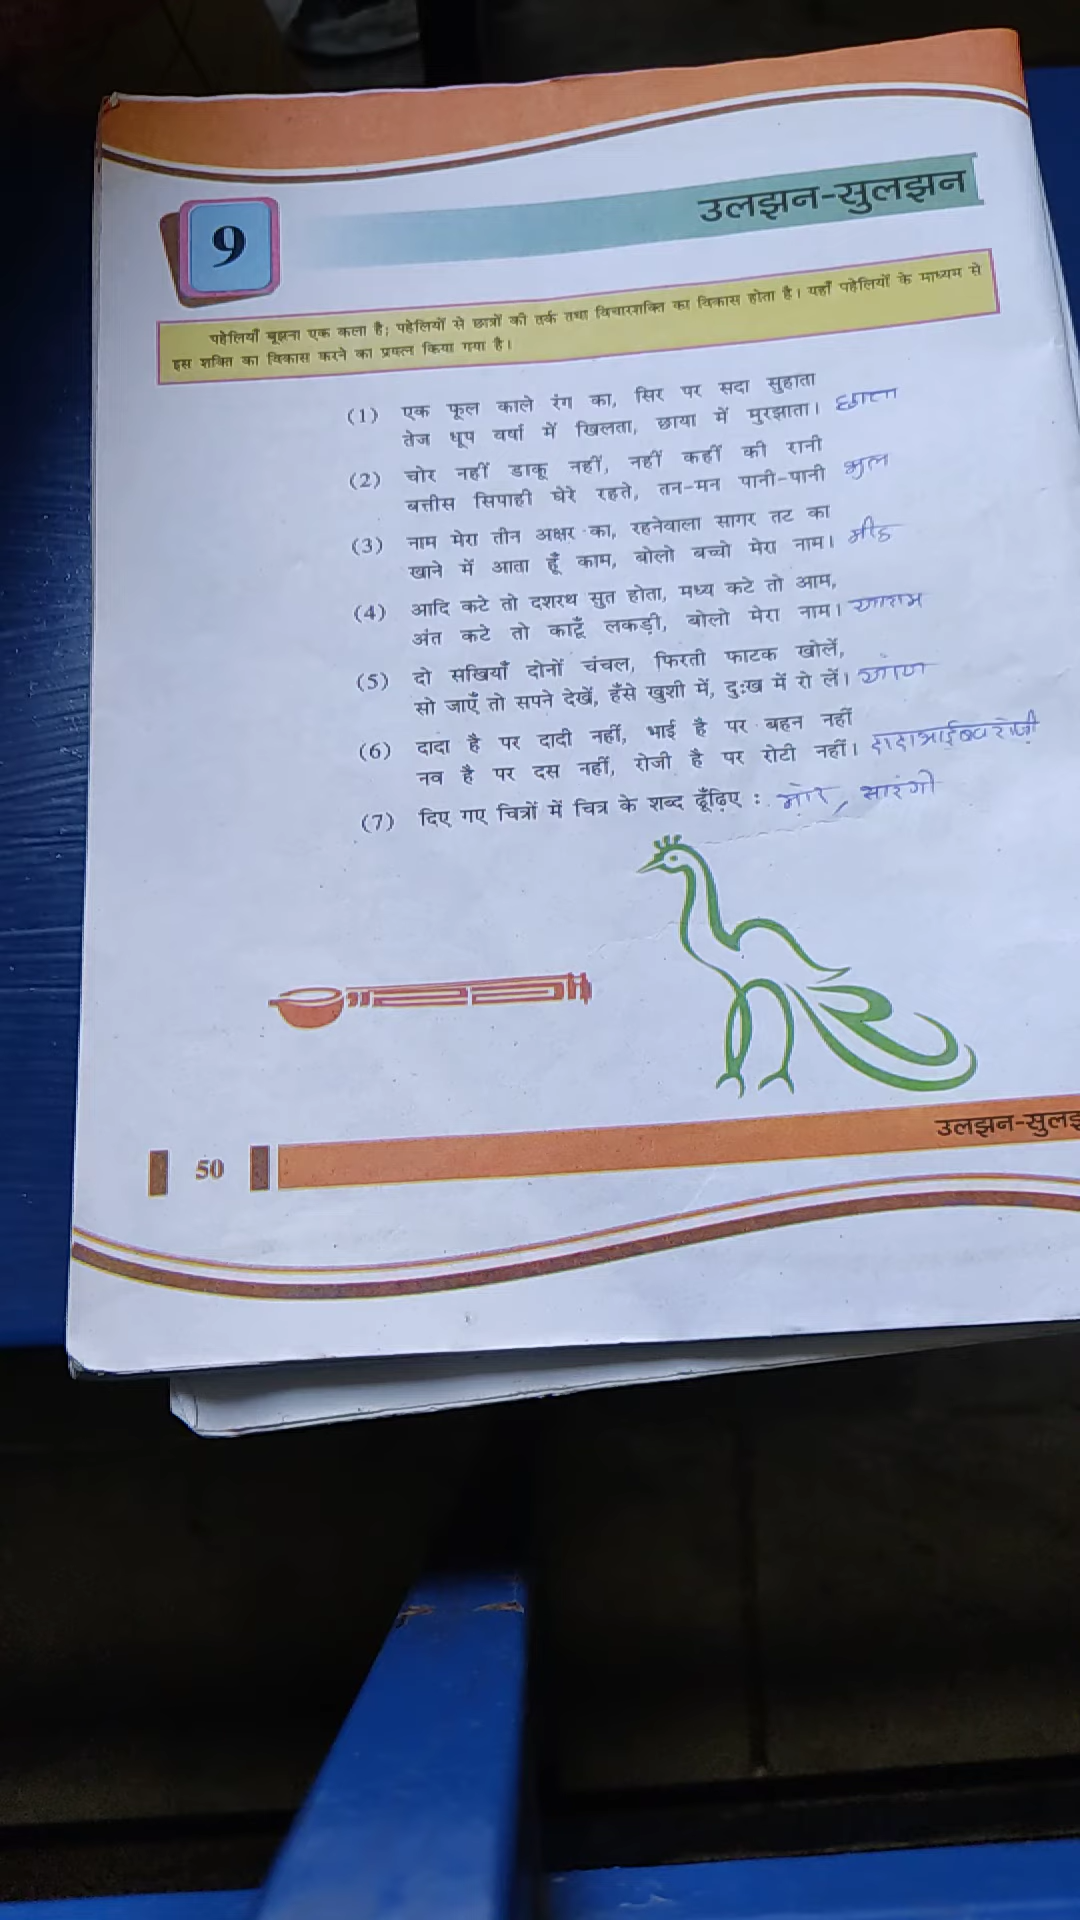 9
उलझन-सुलझन
पहेलियाँ बूझना एक कला है; पहेलियों से छात्रों की तर्क तथा विचारशक्ति का विकास होता है। यहाँ पहेलियों के माध्यम से
इस शक्ति का विकास करने का प्रयत्न किया गया है।
(1) एक फूल काले रंग का, सिर पर सदा सुहाता
तेज धूप वर्षा में खिलता, छाया में मुरझाता। छाता
(2) चोर नहीं डाकू नहीं, नहीं कहीं की रानी
बत्तीस सिपाही घेरे रहते, तन-मन पानी-पानी
(3) नाम मेरा तीन अक्षर का, रहनेवाला सागर तट का
खाने में आता हूँ काम, बोलो बच्चो मेरा नाम।
(4) आदि कटे तो दशरथ सुत होता, मध्य कटे तो आम,
अंत कटे तो काटूँ लकड़ी, बोलो मेरा नाम। आराम
(5) दो सखियाँ दोनों चंचल, फिरती फाटक खोलें,
सो जाएँ तो सपने देखें, हँसे खुशी में, दुःख में रो लें।
(6) दादा है पर दादी नहीं, भाई है पर बहन नहीं
नव है पर दस नहीं, रोजी है पर रोटी नहीं।
(7) दिए गए चित्रों में चित्र के शब्द ढूँढ़िए : मोर, सारंगी
50
उलझन-सुलझ